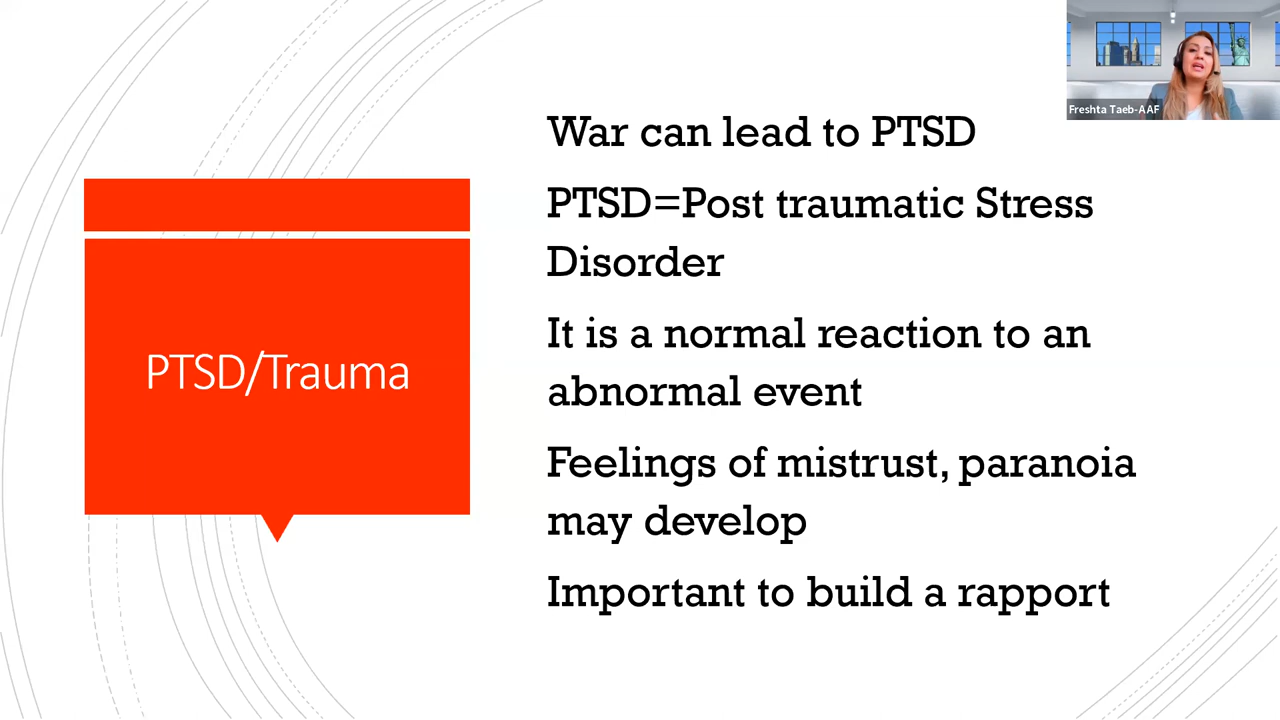 Freshta Taeb-AAF
PTSD/Trauma
War can lead to PTSD
PTSD=Post traumatic Stress
Disorder
It is a normal reaction to an
abnormal event
Feelings of mistrust, paranoia
may develop
Important to build a rapport